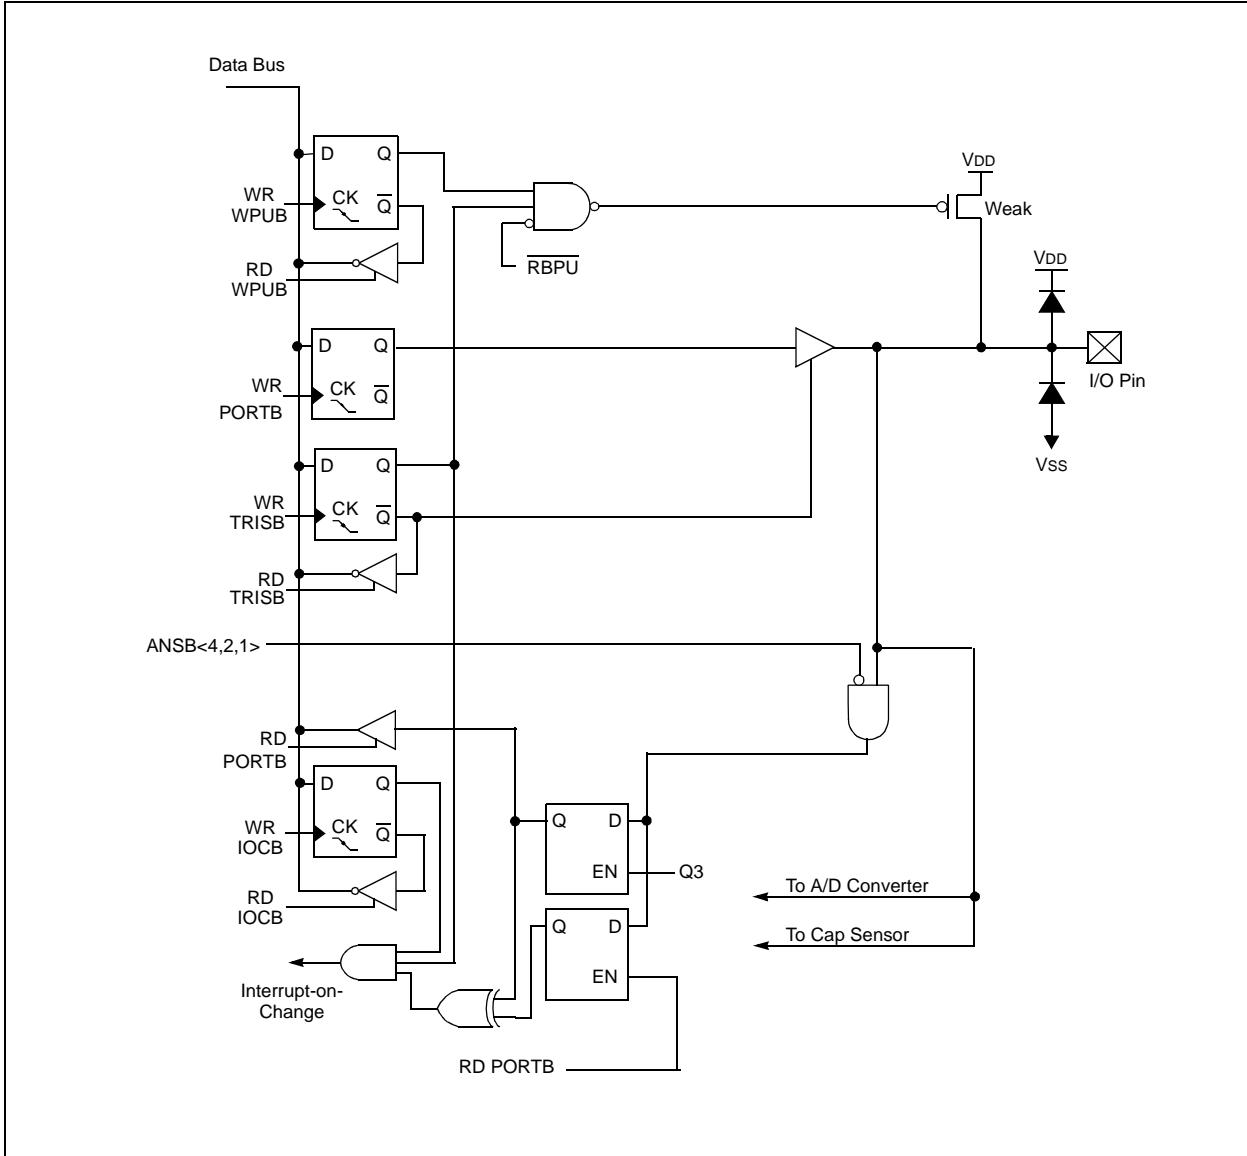 Data Bus
D Q
WR
WPUB
CK
Q
RD
WPUB
RBPU
VDD
Weak
VDD
D Q
WR
PORTB
CK
Q
I/O Pin
VSS
D Q
WR
TRISB
CK
Q
RD
TRISB
ANSB<4,2,1>
RD
PORTB
D Q
WR
IOCB
CK
Q
RD
IOCB
Q D
EN
Q3
Q D
EN
To A/D Converter
To Cap Sensor
Interrupt-on-
Change
RD PORTB